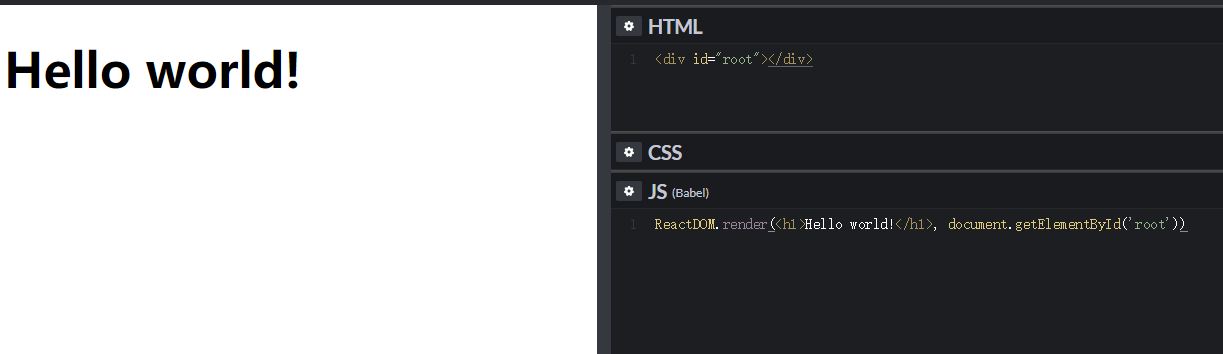 Hello world!
HTML
1 <div id="root"></div>
CSS
JS (Babel)
1 ReactDOM.render(<h1>Hello world!</h1>, document.getElementById('root'))